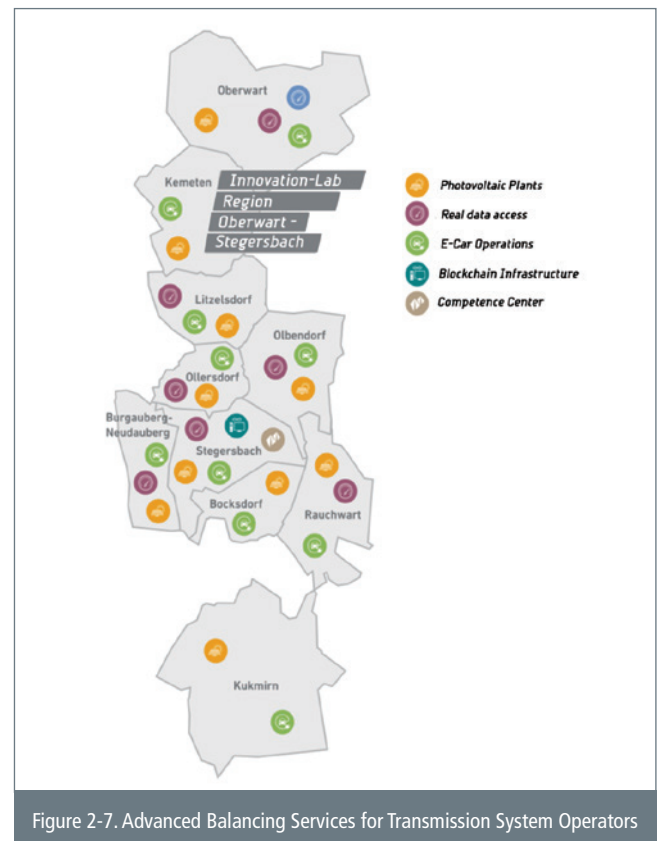 Oberwart
Kemeten
Innovation-Lab
Region
Oberwart -
Stegersbach
Photovoltaic Plants
Real data access
E-Car Operations
Blockchain Infrastructure
Competence Center
Litzelsdorf
Olbendorf
Ollersdorf
Burgauberg-
Neudauberg
Stegersbach
Bocksdorf
Rauchwart
Kukmirn
Figure 2-7. Advanced Balancing Services for Transmission System Operators